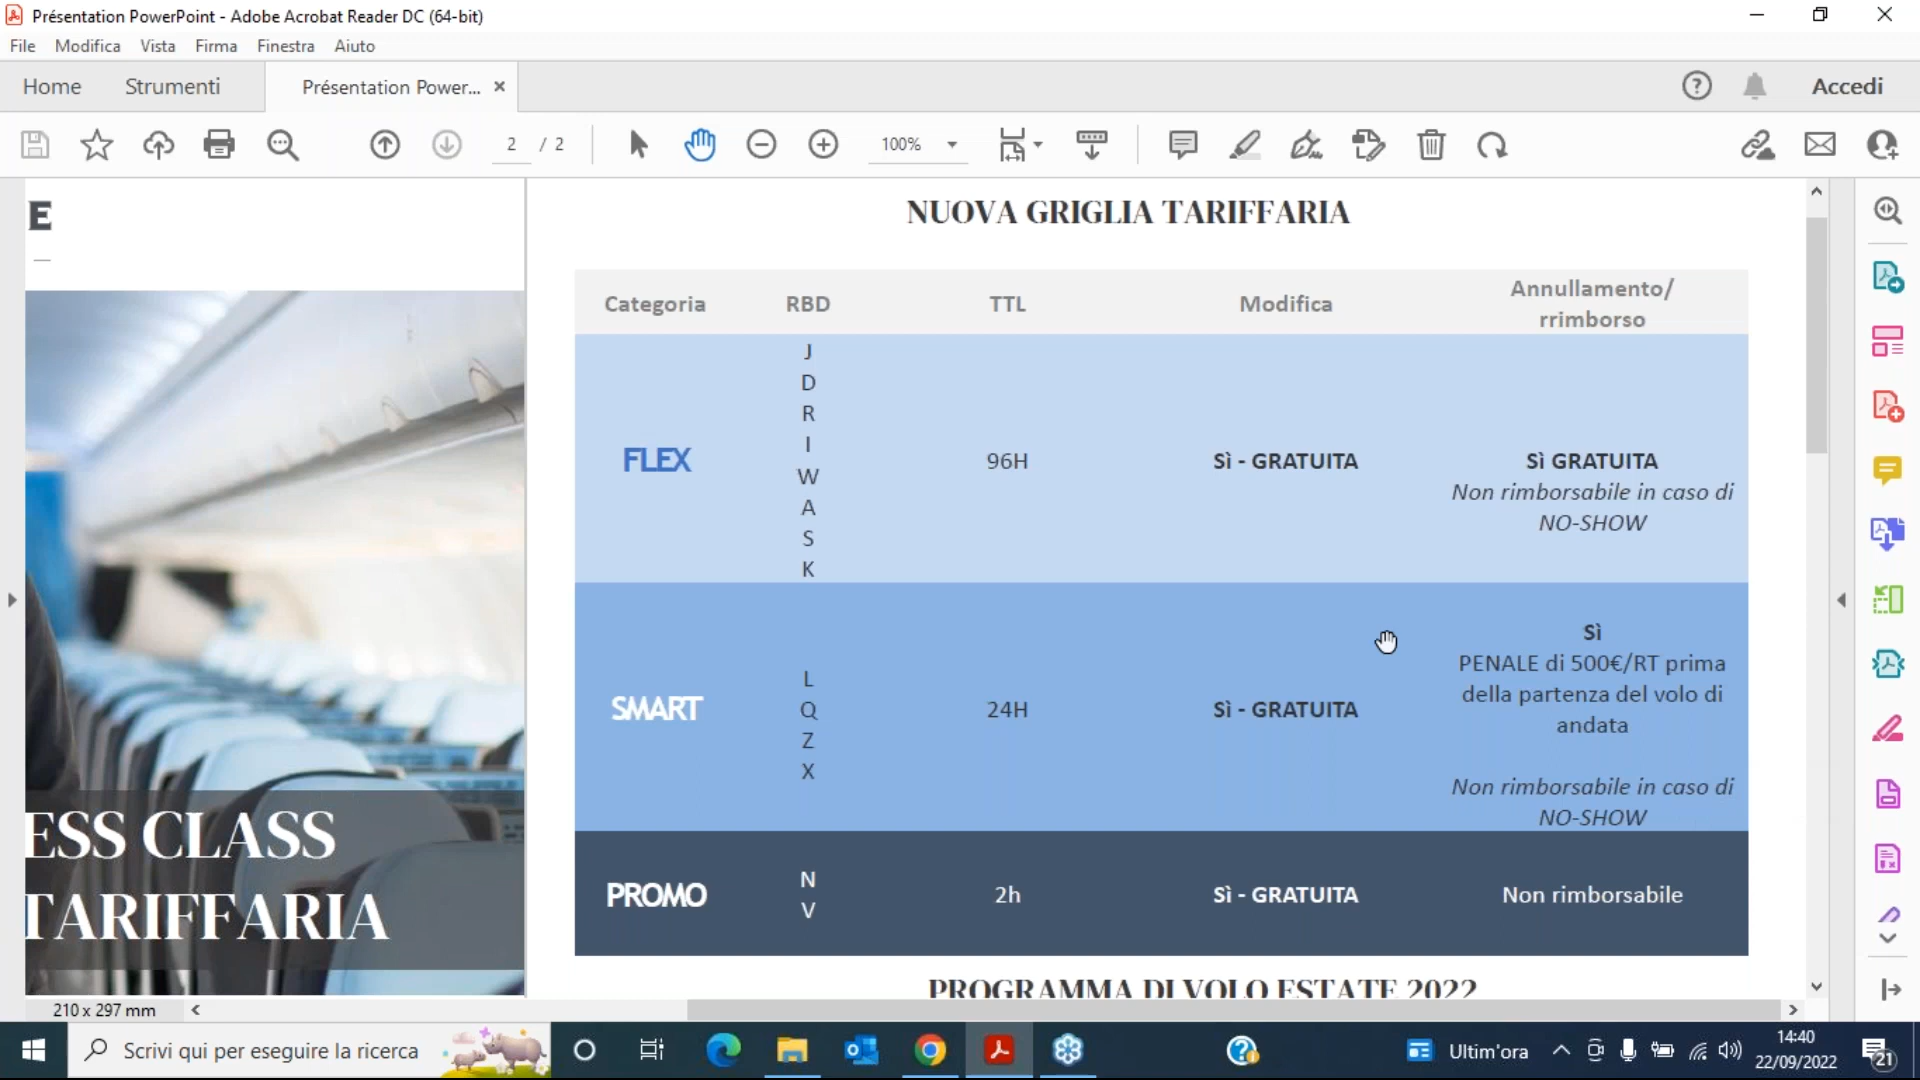 Présentation PowerPoint - Adobe Acrobat Reader DC (64-bit)
File Modifica Vista Firma Finestra Aiuto
Home Strumenti Présentation Power... × Accedi
2 / 2 100%
E
NUOVA GRIGLIA TARIFFARIA
Categoria RBD TTL Modifica Annullamento/
rrimborso
J
D
R
I
W
A
S
K
FLEX 96H Sì - GRATUITA Sì GRATUITA
Non rimborsabile in caso di
NO-SHOW
L
Q
Z
X
SMART 24H Sì - GRATUITA
Sì
PENALE di 500€/RT prima
della partenza del volo di
andata
Non rimborsabile in caso di
NO-SHOW
N
V
PROMO 2h Sì - GRATUITA Non rimborsabile
ESS CLASS
TARIFFARIA
PROGRAMMA DI VOLO ESTATE 2022
210 x 297 mm
Scrivi qui per eseguire la ricerca
Ultim'ora
14:40
22/09/2022
21